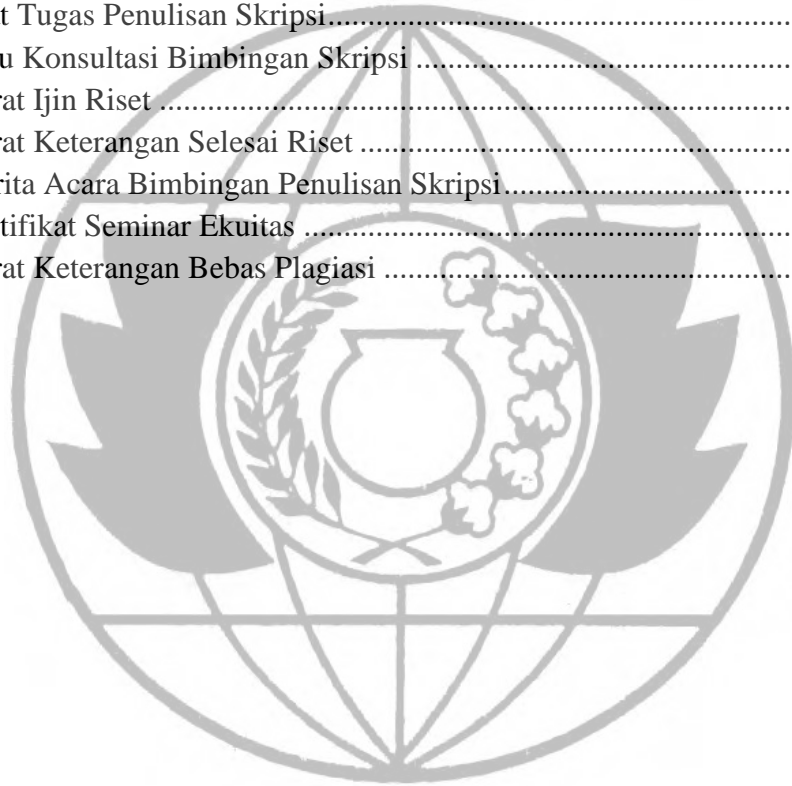 t Tugas Penulisan Skripsi..................................................................
u Konsultasi Bimbingan Skripsi .....................................................
rat Ijin Riset ...................................................................................
rat Keterangan Selesai Riset ...........................................................
rita Acara Bimbingan Penulisan Skripsi.........................................
tifikat Seminar Ekuitas ..................................................................
rat Keterangan Bebas Plagiasi .......................................................